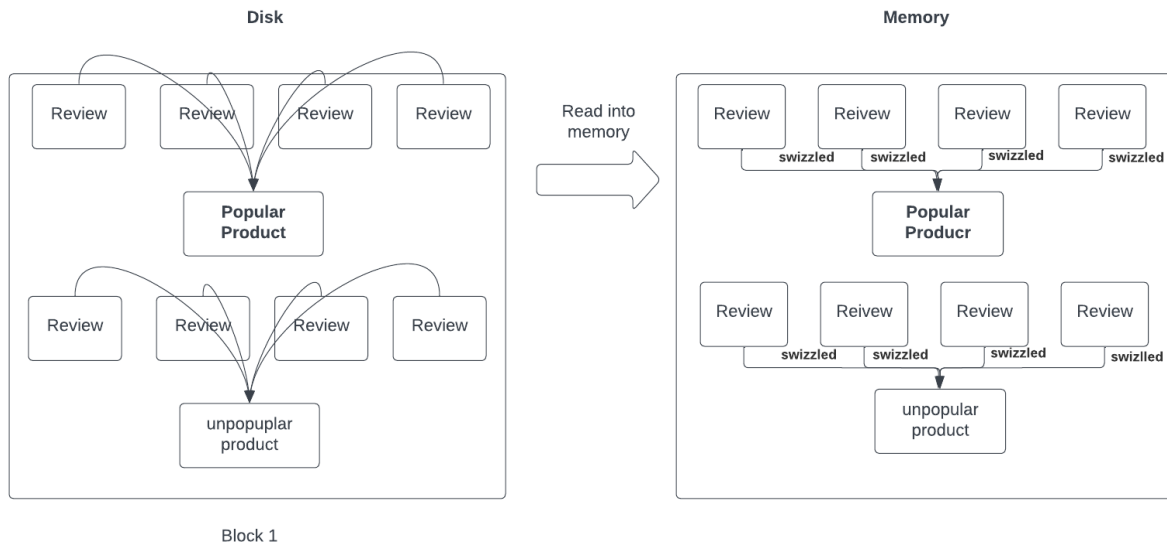 Disk
Memory
Review
Review
Review
Review
Read into
memory
Review
Reivew
Review
Review
swizzled
swizzled
swizzled
swizzled
Popular
Product
Popular
Producr
Review
Review
Review
Review
Review
Reivew
Review
Review
swizzled
swizzled
swizzled
swizlled
unpopuplar
product
unpopular
product
Block 1